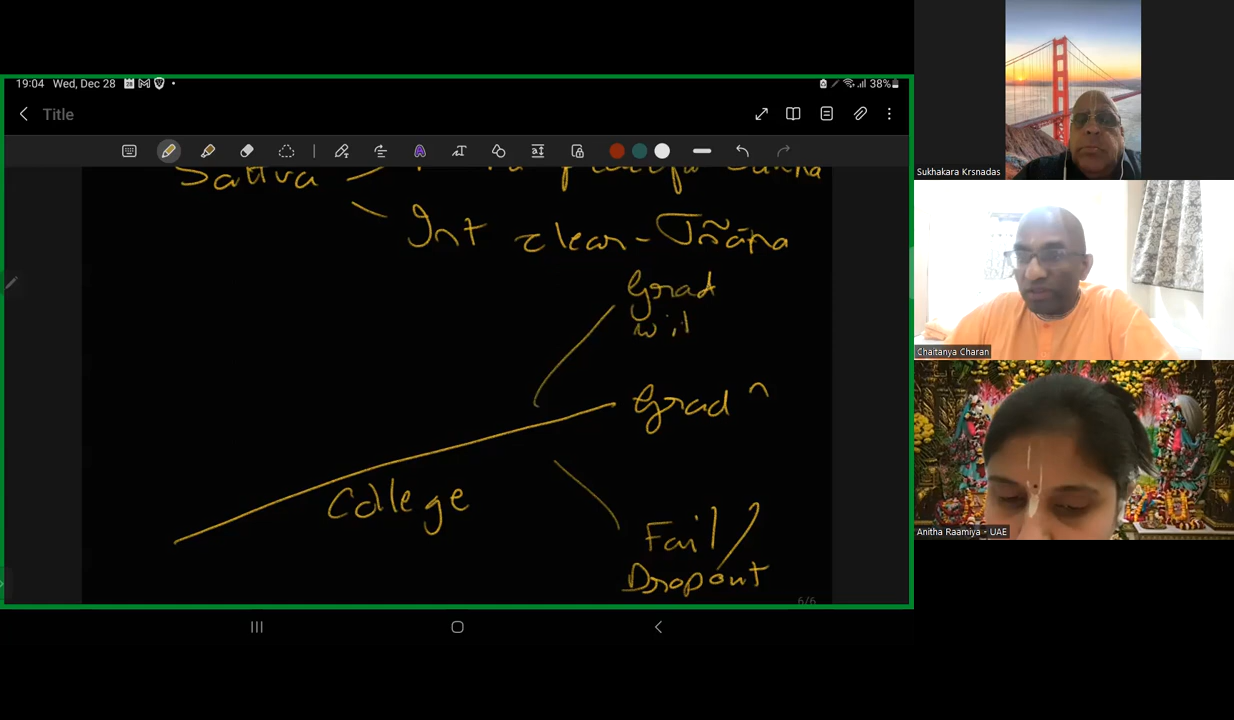 19:04 Wed, Dec 28
38%
Title
Sattva
Int clear - Jñāna
Grad
wit
Grad ^
College
Fail/
Dropout
6/6
Sukhakara Krsnadas
Chaitanya Charan
Anitha Raamiya - UAE